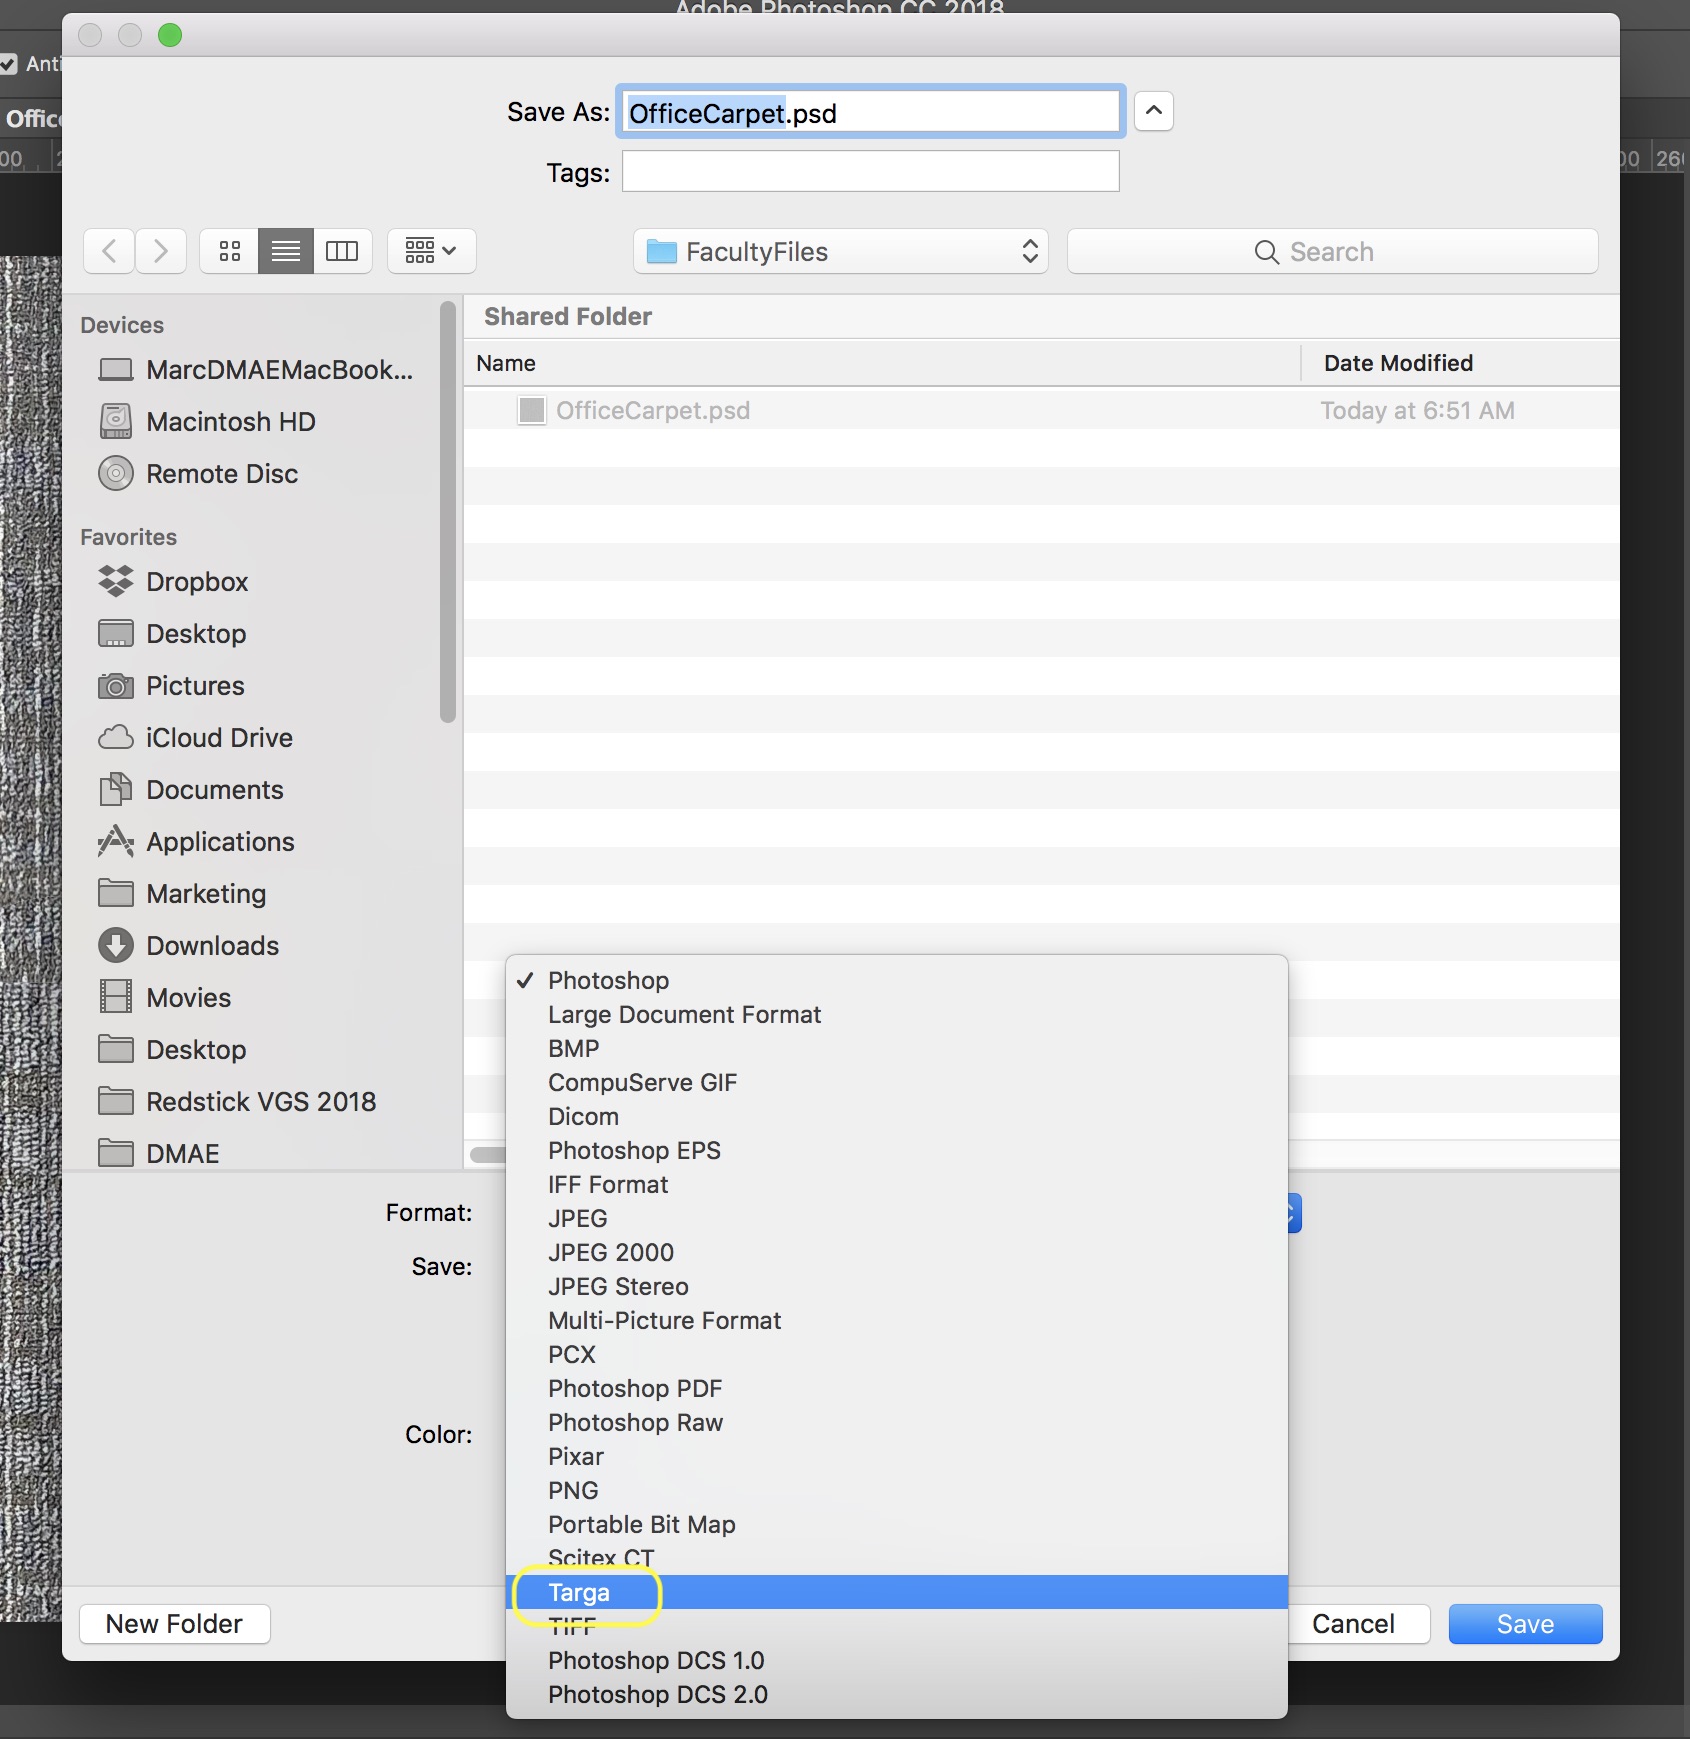 Adobe Photoshop CC 2018
Anti
Office
Save As: OfficeCarpet.psd
Tags:
FacultyFiles
Search
Devices
MarcDMAEMacBook...
Macintosh HD
Remote Disc
Favorites
Dropbox
Desktop
Pictures
iCloud Drive
Documents
Applications
Marketing
Downloads
Movies
Desktop
Redstick VGS 2018
DMAE
Shared Folder
Name Date Modified
OfficeCarpet.psd Today at 6:51 AM
Format:
Save:
Color:
Photoshop
Large Document Format
BMP
CompuServe GIF
Dicom
Photoshop EPS
IFF Format
JPEG
JPEG 2000
JPEG Stereo
Multi-Picture Format
PCX
Photoshop PDF
Photoshop Raw
Pixar
PNG
Portable Bit Map
Scitex CT
Targa
TIFF
Photoshop DCS 1.0
Photoshop DCS 2.0
New Folder Cancel Save